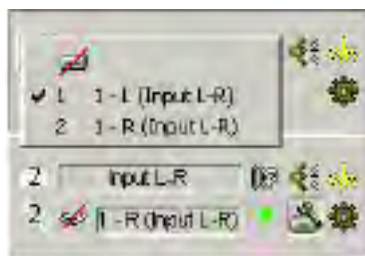 1 1-L (Input L-R)
2 1-R (Input L-R)
2 Input L-R
2 1-R (Input L-R)